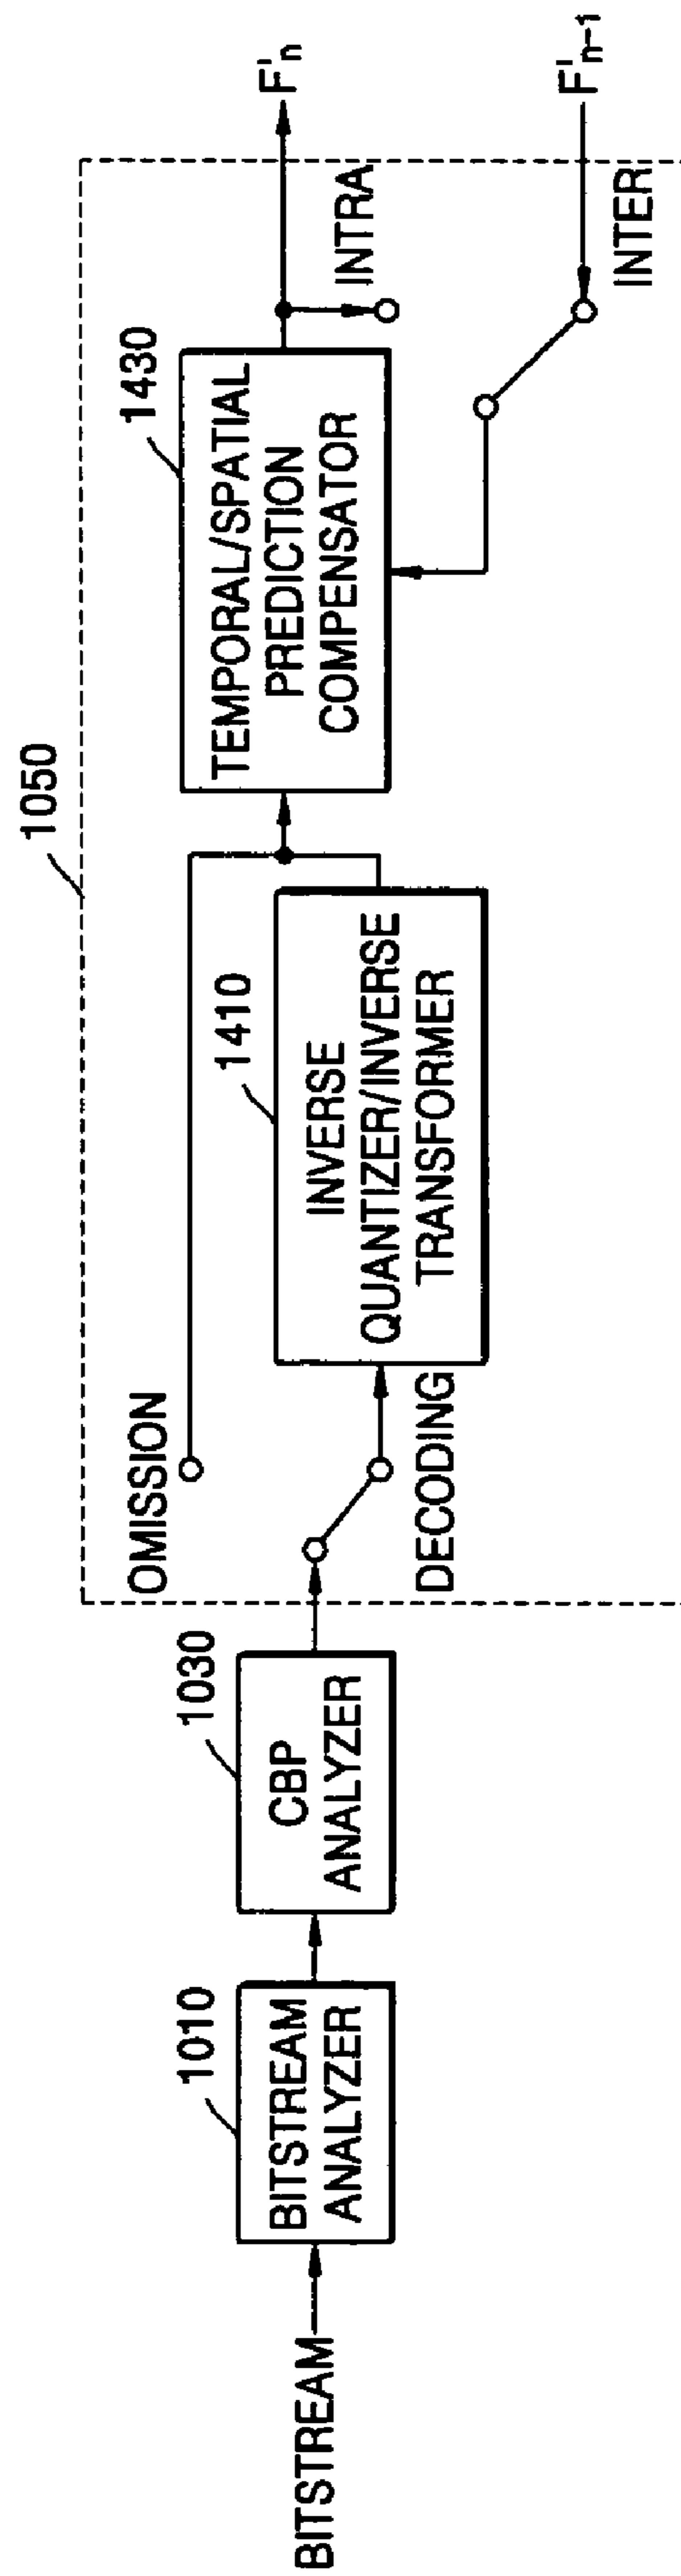 BITSTREAM
1010
BITSTREAM
ANALYZER
1030
CBP
ANALYZER
1050
OMISSION
DECODING
1410
INVERSE
QUANTIZER/INVERSE
TRANSFORMER
1430
TEMPORAL/SPATIAL
PREDICTION
COMPENSATOR
INTRA
INTER
F'n
F'n-1